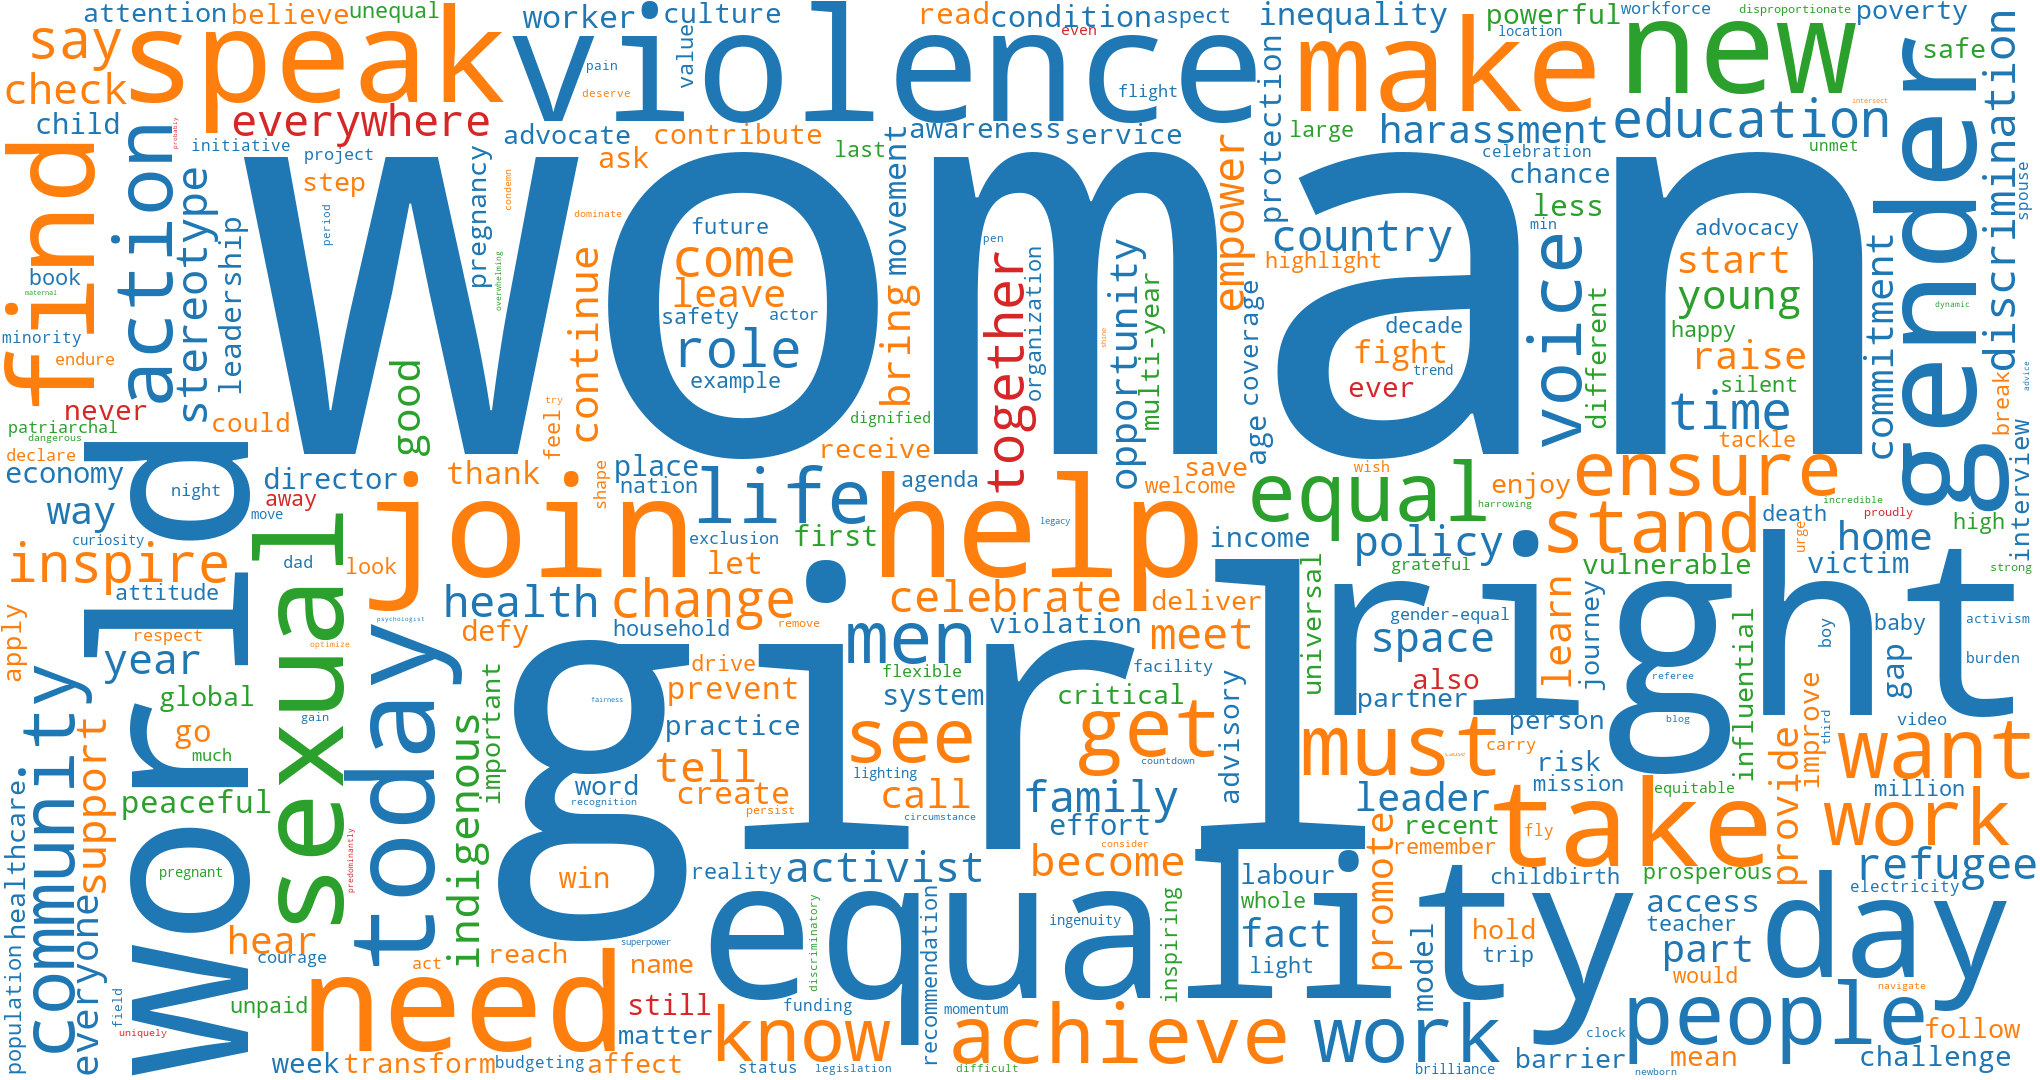 attention believe unequal worker culture read condition aspect inequality powerful workforce disproportionate poverty
say speak violence even make location new safe
check value pain deserve flight gender discrimination
child everywhere advocate contribute awareness service large harassment education intersect
find action probably initiative project ask last movement empower protection celebration unmet
step pregnancy condemn woman chance spouse
stereotype leadership period dominate less min
book future come pen country voice advocacy
maternal overwhelming continue leave bring together organization opportunity highlight start
minority safety actor role shine multi-year coverage decade young dynamic
endure example fight trend different happy raise commitment advice
never good try dignified age ever silent time break
patriarchal could feel receive tackle
dangerous
declare economy director thank place save wish ensure interview
world night away shape nation life agenda welcome equal enjoy incredible
way move join help legacy harrowing stand death proudly high
curiosity sexual exclusion first income policy urge home
inspire dad look let universal grateful vulnerable victim strong
attitude today psychologist health change celebrate deliver right gender-equal learn journey boy baby activism
apply respect optimize defy household remove men violation meet space
year drive flexible facility gap burden
community global gain important girl fairness prevent system critical advisory partner also referee influential
support go practice see get person blog third video
much tell lighting countdown must cause carry improve want
healthcare. word create call risk mission equitable million
peaceful recognition persist circumstance family leader take provide work
indigenous effort recent fly
predominantly consider remember promote
population pregnant win reality activist become labour childbirth prosperous refugee
everyone whole electricity
hear discriminatory equality ingenuity inspiring fact access day
courage superpower recommendation model hold teacher
act reach name light trip part
field unpaid need still funding momentum would navigate
uniquely matter know achieve work clock people follow
week transform budgeting affect status legislation difficult brilliance barrier newborn mean challenge